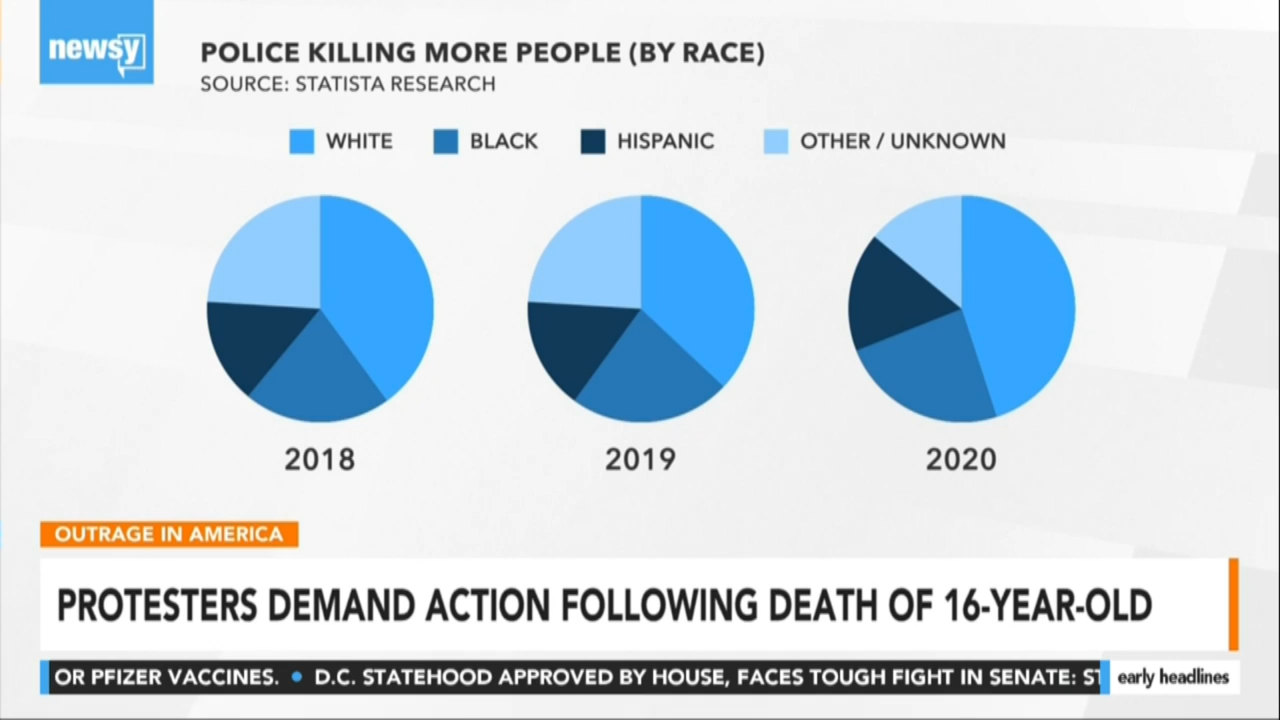 newsy
POLICE KILLING MORE PEOPLE (BY RACE)
SOURCE: STATISTA RESEARCH
WHITE BLACK HISPANIC OTHER / UNKNOWN
2018 2019 2020
OUTRAGE IN AMERICA
PROTESTERS DEMAND ACTION FOLLOWING DEATH OF 16-YEAR-OLD
OR PFIZER VACCINES. • D.C. STATEHOOD APPROVED BY HOUSE, FACES TOUGH FIGHT IN SENATE: ST early headlines